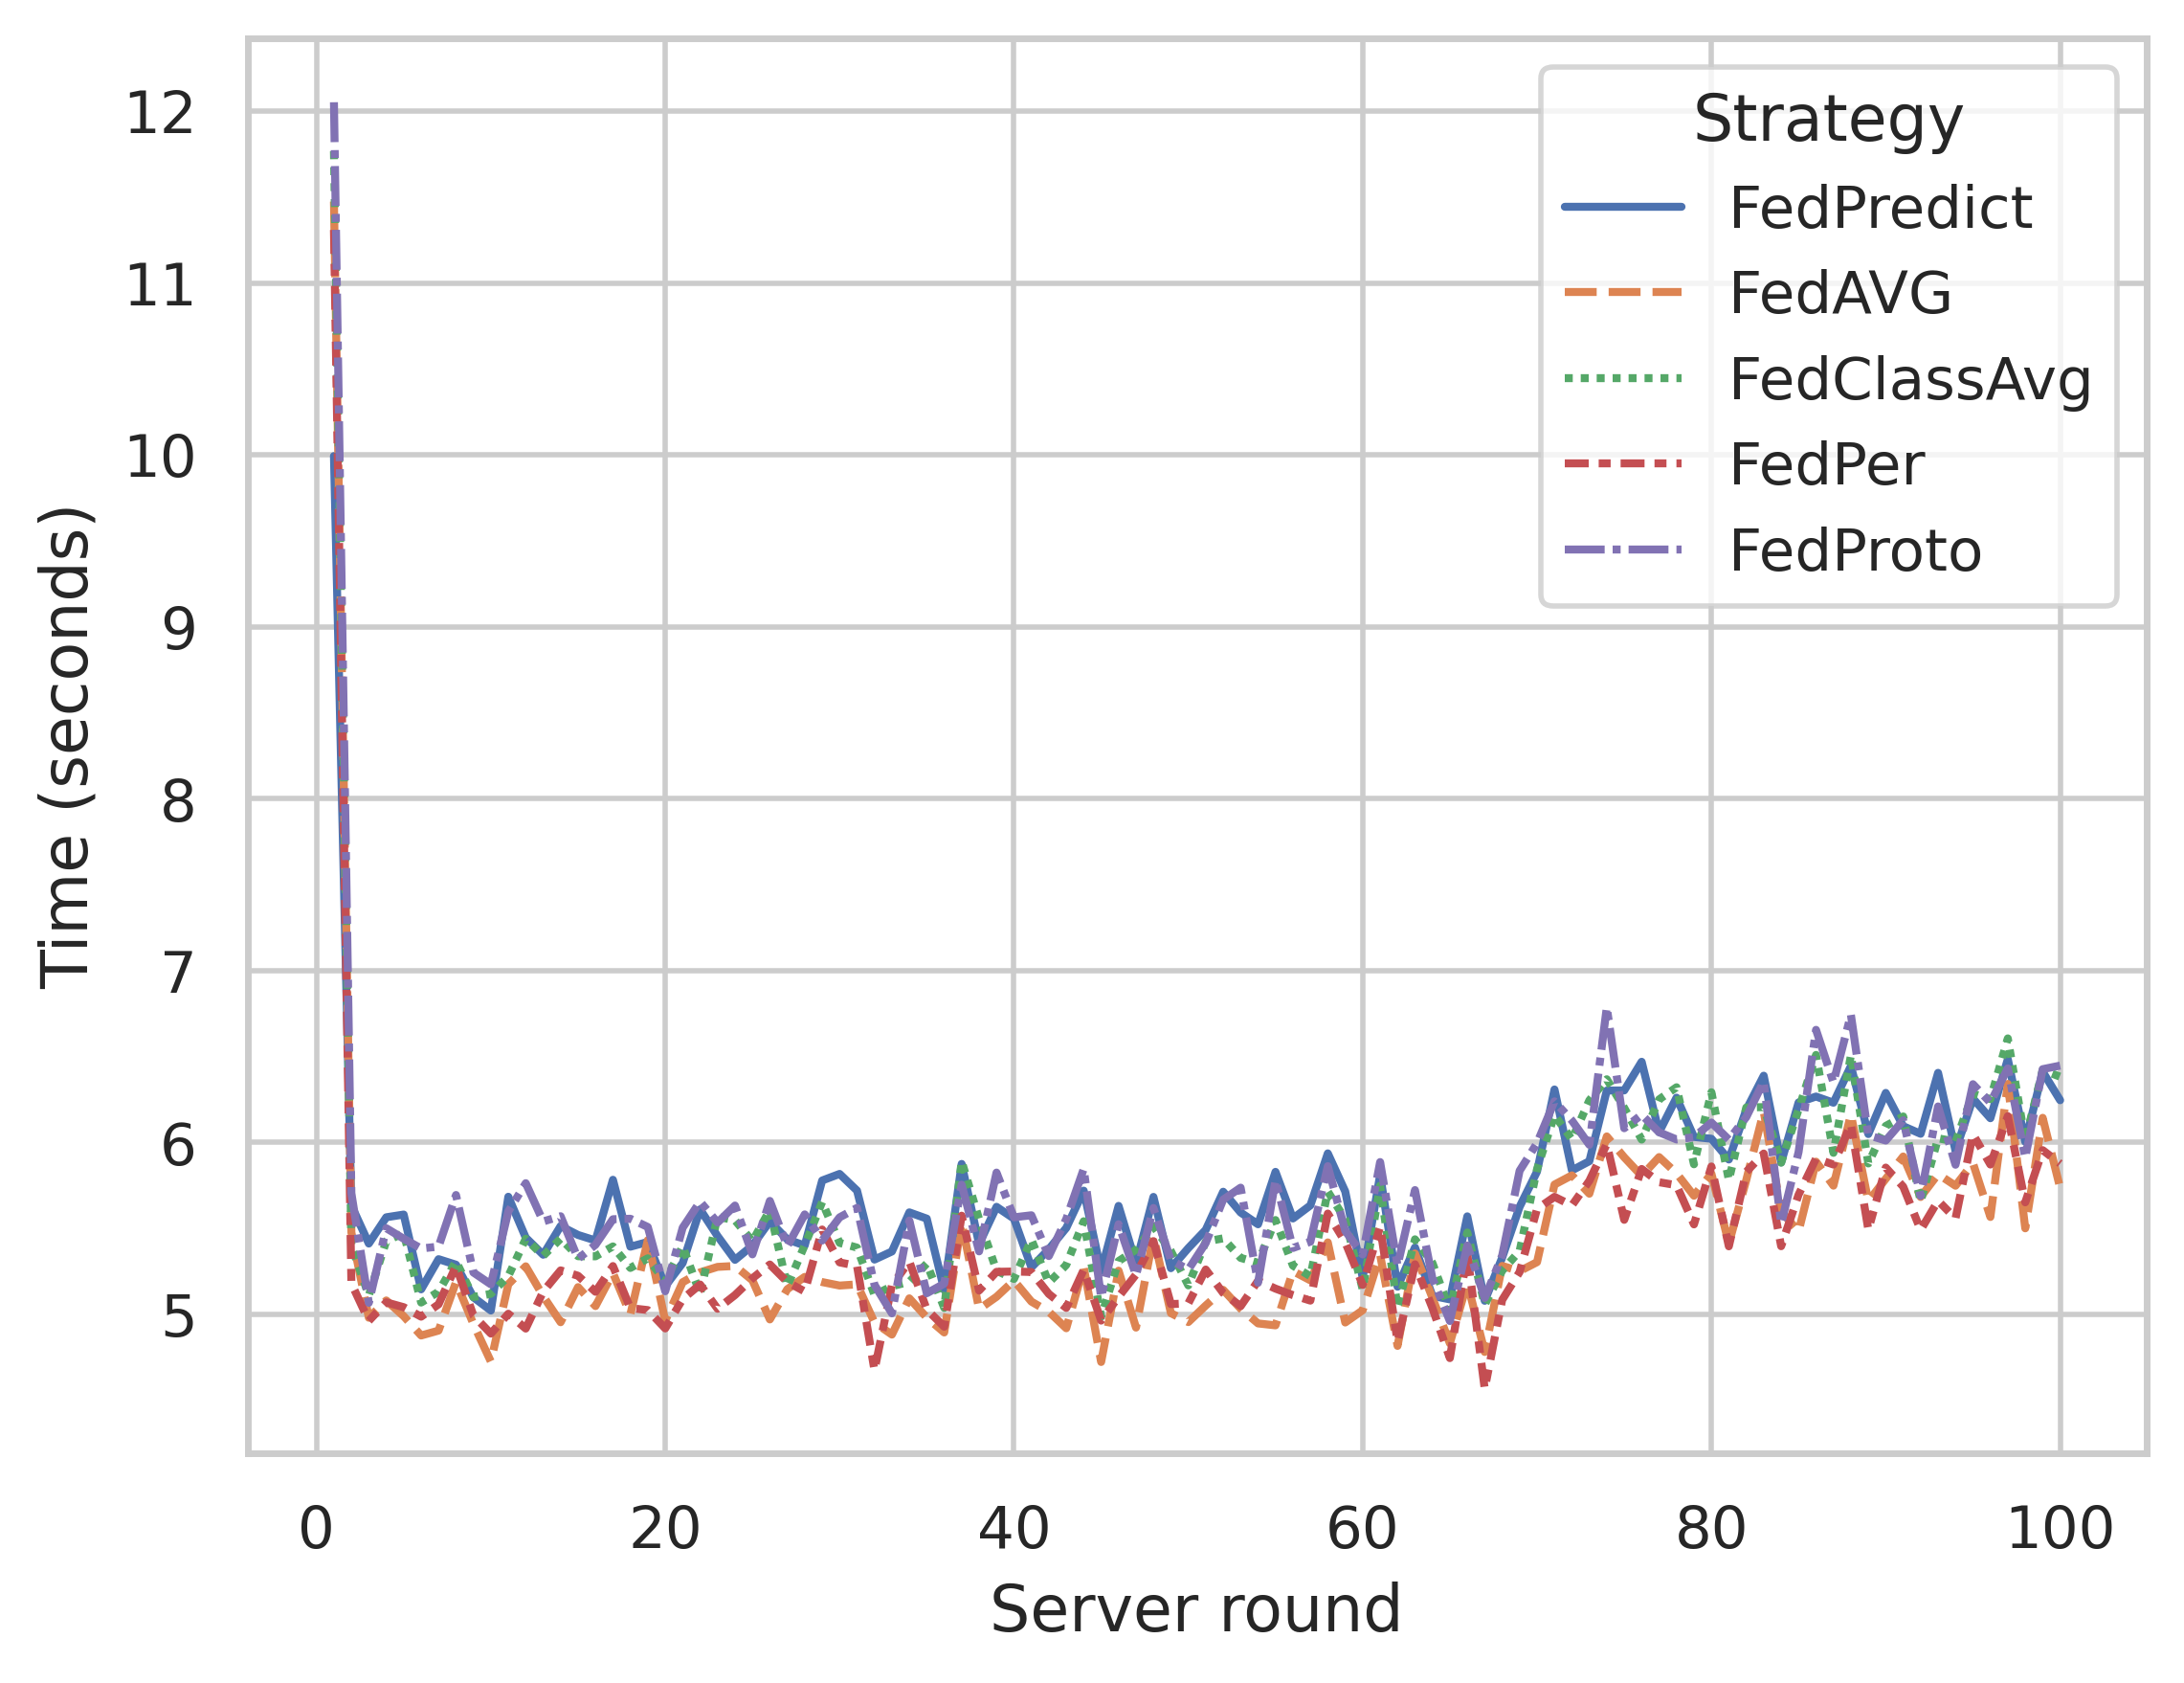 12
11
10
9
8
7
6
5
Time (seconds)
0 20 40 60 80 100
Server round
Strategy
FedPredict
FedAVG
FedClassAvg
FedPer
FedProto